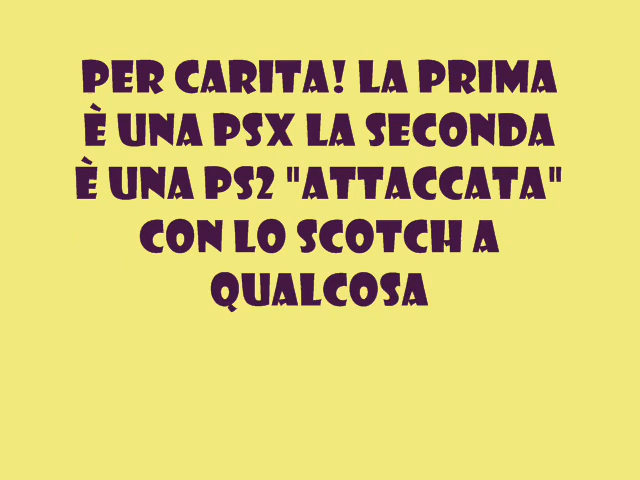 PER CARITA! LA PRIMA
È UNA PSX LA SECONDA
È UNA PS2 "ATTACCATA"
CON LO SCOTCH A
QUALCOSA